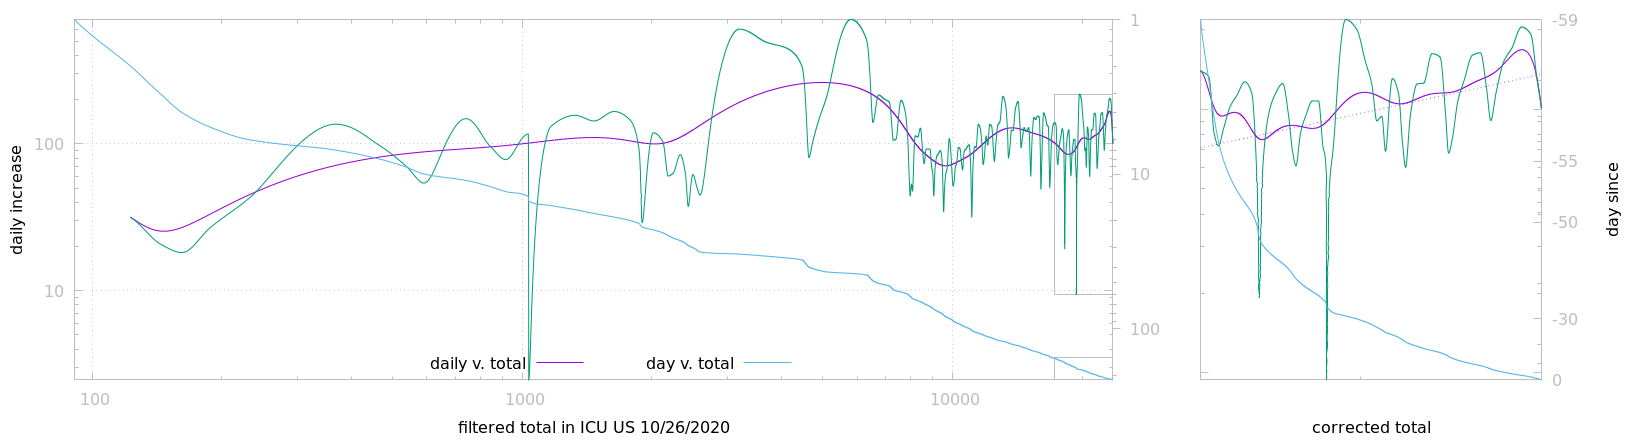 daily increase
100
10
100
1000
10000
1
10
100
daily v. total
day v. total
filtered total in ICU US 10/26/2020
-59
-55
-50
-30
0
day since
corrected total